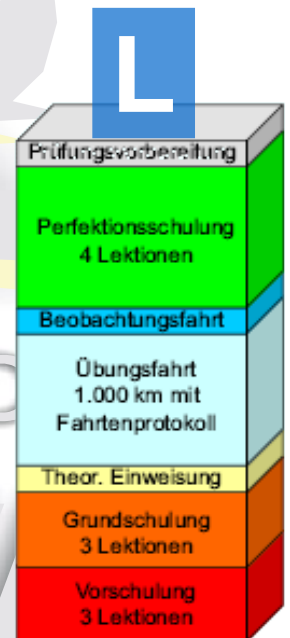 L
Prüfungsvorbereitung
Perfektionsschulung
4 Lektionen
Beobachtungsfahrt
Übungsfahrt
1.000 km mit
Fahrtenprotokoll
Theor. Einweisung
Grundschulung
3 Lektionen
Vorschulung
3 Lektionen